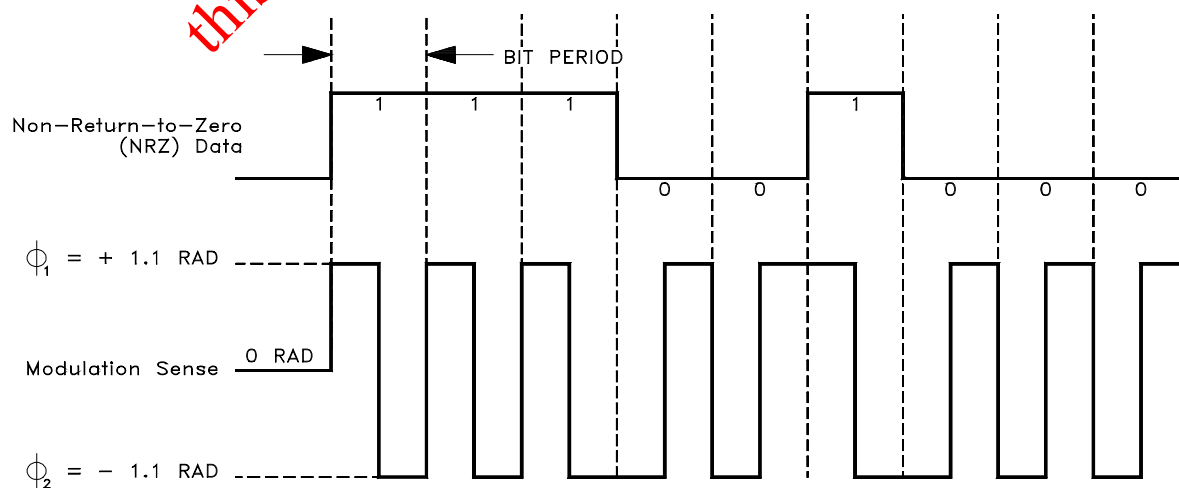 BIT PERIOD
1 1 1 1
Non-Return-to-Zero
(NRZ) Data
0 0 0 0 0
ϕ₁ = + 1.1 RAD
0 RAD
Modulation Sense
ϕ₂ = - 1.1 RAD